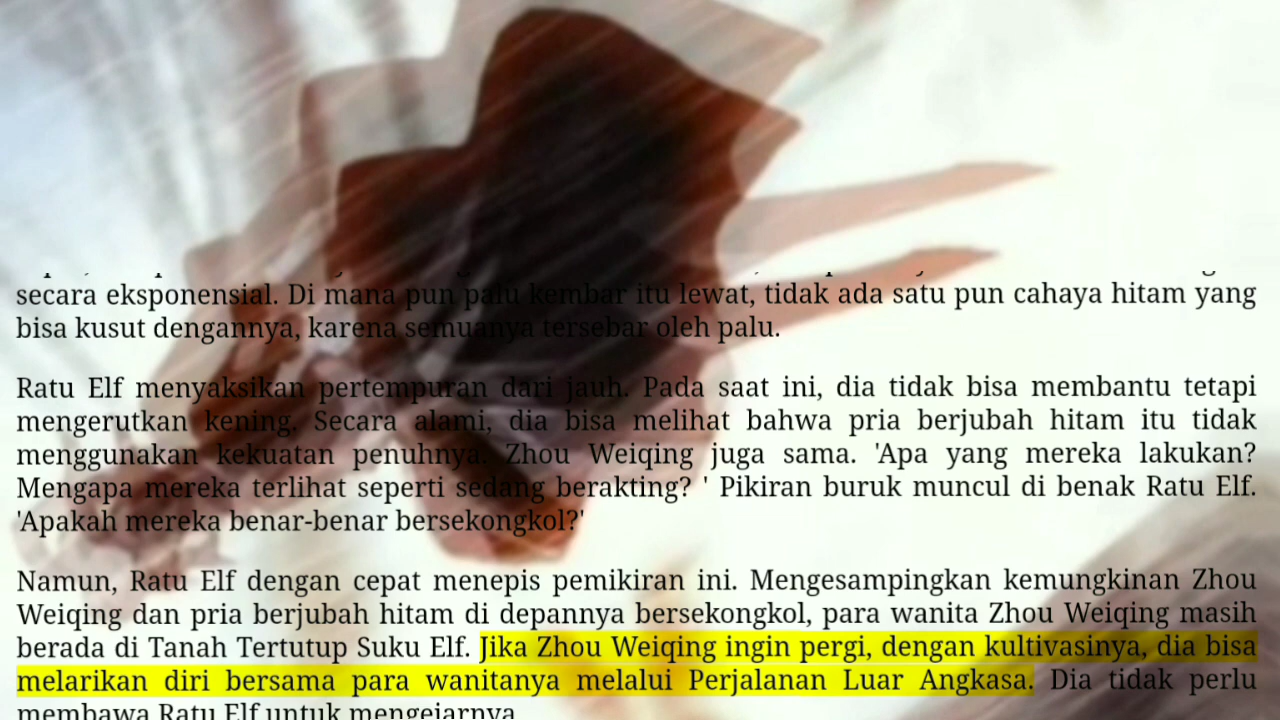 secara eksponensial. Di mana pun palu kembar itu lewat, tidak ada satu pun cahaya hitam yang
bisa kusut dengannya, karena semuanya tersebar oleh palu.
Ratu Elf menyaksikan pertempuran dari jauh. Pada saat ini, dia tidak bisa membantu tetapi
mengerutkan kening. Secara alami, dia bisa melihat bahwa pria berjubah hitam itu tidak
menggunakan kekuatan penuhnya. Zhou Weiqing juga sama. 'Apa yang mereka lakukan?
Mengapa mereka terlihat seperti sedang berakting? ' Pikiran buruk muncul di benak Ratu Elf.
'Apakah mereka benar-benar bersekongkol?'
Namun, Ratu Elf dengan cepat menepis pemikiran ini. Mengesampingkan kemungkinan Zhou
Weiqing dan pria berjubah hitam di depannya bersekongkol, para wanita Zhou Weiqing masih
berada di Tanah Tertutup Suku Elf. Jika Zhou Weiqing ingin pergi, dengan kultivasinya, dia bisa
melarikan diri bersama para wanitanya melalui Perjalanan Luar Angkasa. Dia tidak perlu
membawa Ratu Elf untuk mengejarnya.